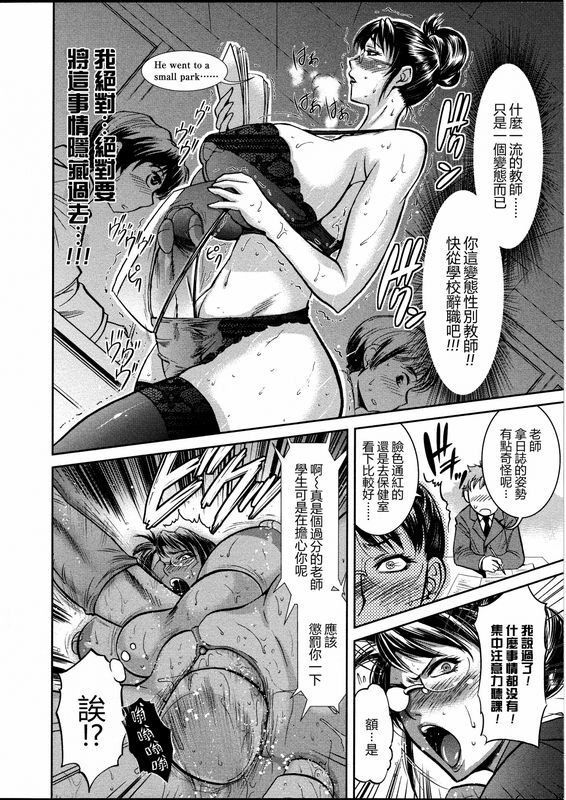 什麼一流的教師……
只是一個變態而已
你這變態性別教師!!
快從學校辭職吧!!!
He went to a
small park……
我絕對…絕對要
將這事情隱藏過去…!!!
老師
拿日誌的姿勢
有點奇怪呢…
臉色通紅的
還是去保健室
看下比較好…
我說過了!
什麼事情都沒有!
集中注意力聽課!
額…是
啊～真是個過分的老師
學生可是在擔心你呢
應該
懲罰你一下
誒!?